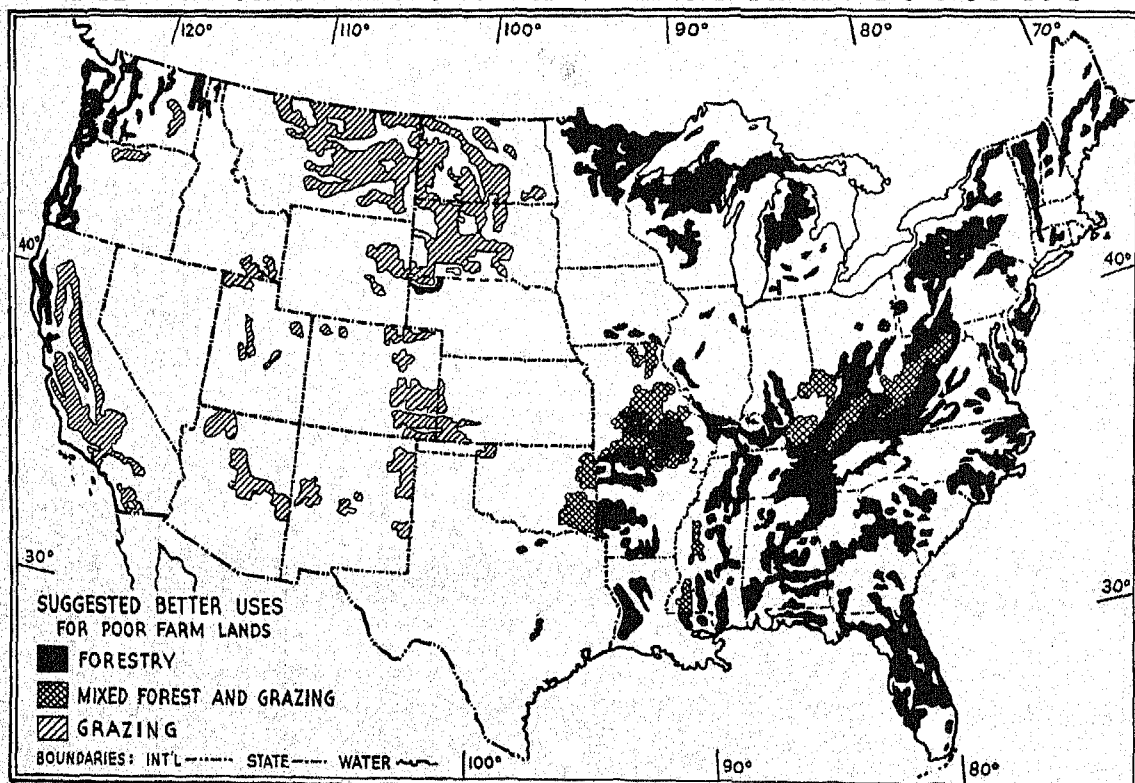 120° 110° 100° 90° 80° 70°
40° 40°
30° 30°
SUGGESTED BETTER USES
FOR POOR FARM LANDS
FORESTRY
MIXED FOREST AND GRAZING
GRAZING
BOUNDARIES: INT'L STATE WATER
100° 90° 80°